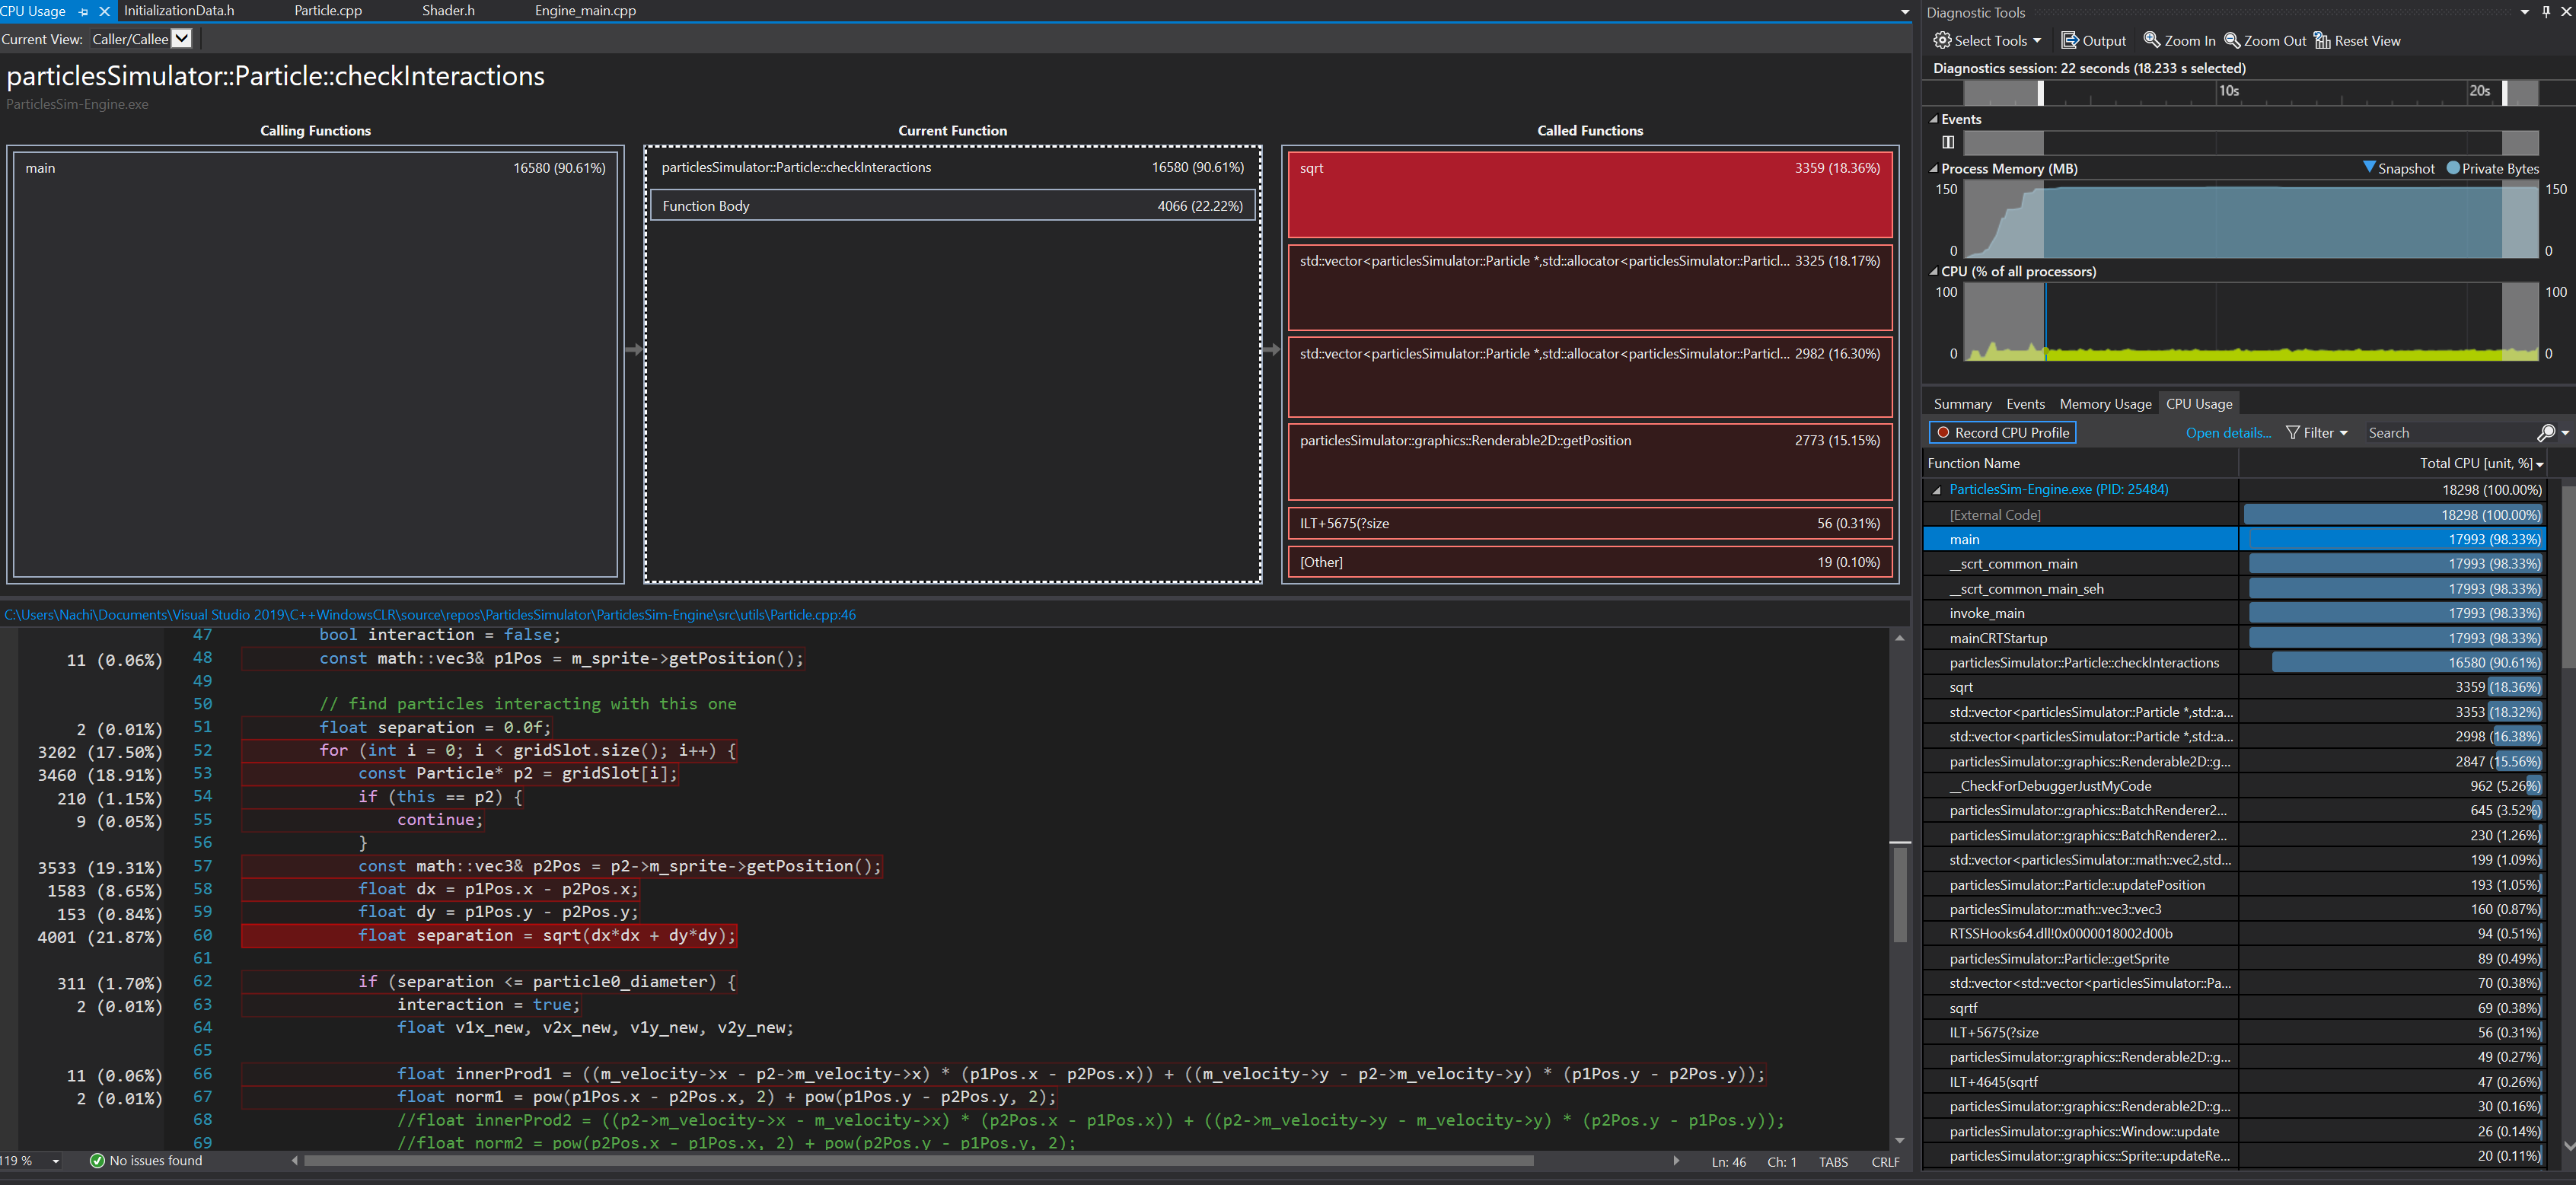 CPU Usage
InitializationData.h
Particle.cpp
Shader.h
Engine_main.cpp
Current View: Caller/Callee
particlesSimulator::Particle::checkInteractions
ParticlesSim-Engine.exe
Calling Functions
Current Function
Called Functions
main 16580 (90.61%)
particlesSimulator::Particle::checkInteractions 16580 (90.61%)
Function Body 4066 (22.22%)
sqrt 3359 (18.36%)
std::vector<particlesSimulator::Particle *,std::allocator<particlesSimulator::Particl... 3325 (18.17%)
std::vector<particlesSimulator::Particle *,std::allocator<particlesSimulator::Particl... 2982 (16.30%)
particlesSimulator::graphics::Renderable2D::getPosition 2773 (15.15%)
ILT+5675(?size 56 (0.31%)
[Other] 19 (0.10%)
C:\Users\Nachi\Documents\Visual Studio 2019\C++WindowsCLR\source\repos\ParticlesSimulator\ParticlesSim-Engine\src\utils\Particle.cpp:46
47 bool interaction = false;
11 (0.06%) 48 const math::vec3& p1Pos = m_sprite->getPosition();
49
50 // find particles interacting with this one
2 (0.01%) 51 float separation = 0.0f;
3202 (17.50%) 52 for (int i = 0; i < gridSlot.size(); i++) {
3460 (18.91%) 53 const Particle* p2 = gridSlot[i];
210 (1.15%) 54 if (this == p2) {
9 (0.05%) 55 continue;
56 }
3533 (19.31%) 57 const math::vec3& p2Pos = p2->m_sprite->getPosition();
1583 (8.65%) 58 float dx = p1Pos.x - p2Pos.x;
153 (0.84%) 59 float dy = p1Pos.y - p2Pos.y;
4001 (21.87%) 60 float separation = sqrt(dx*dx + dy*dy);
61
311 (1.70%) 62 if (separation <= particle0_diameter) {
2 (0.01%) 63 interaction = true;
64 float v1x_new, v2x_new, v1y_new, v2y_new;
65
11 (0.06%) 66 float innerProd1 = ((m_velocity->x - p2->m_velocity->x) * (p1Pos.x - p2Pos.x)) + ((m_velocity->y - p2->m_velocity->y) * (p1Pos.y - p2Pos.y));
2 (0.01%) 67 float norm1 = pow(p1Pos.x - p2Pos.x, 2) + pow(p1Pos.y - p2Pos.y, 2);
68 //float innerProd2 = ((p2->m_velocity->x - m_velocity->x) * (p2Pos.x - p1Pos.x)) + ((p2->m_velocity->y - m_velocity->y) * (p2Pos.y - p1Pos.y));
69 //float norm2 = pow(p2Pos.x - p1Pos.x, 2) + pow(p2Pos.y - p1Pos.y, 2);
119 %
No issues found
Ln: 46 Ch: 1 TABS CRLF
Diagnostic Tools
Select Tools Output Zoom In Zoom Out Reset View
Diagnostics session: 22 seconds (18.233 s selected)
10s 20s
Events
Process Memory (MB) Snapshot Private Bytes
150 150
0 0
CPU (% of all processors)
100 100
0 0
Summary Events Memory Usage CPU Usage
Record CPU Profile Open details... Filter Search
Function Name Total CPU [unit, %]
ParticlesSim-Engine.exe (PID: 25484) 18298 (100.00%)
[External Code] 18298 (100.00%)
main 17993 (98.33%)
__scrt_common_main 17993 (98.33%)
__scrt_common_main_seh 17993 (98.33%)
invoke_main 17993 (98.33%)
mainCRTStartup 17993 (98.33%)
particlesSimulator::Particle::checkInteractions 16580 (90.61%)
sqrt 3359 (18.36%)
std::vector<particlesSimulator::Particle *,std::a... 3353 (18.32%)
std::vector<particlesSimulator::Particle *,std::a... 2998 (16.38%)
particlesSimulator::graphics::Renderable2D::g... 2847 (15.56%)
__CheckForDebuggerJustMyCode 962 (5.26%)
particlesSimulator::graphics::BatchRenderer2... 645 (3.52%)
particlesSimulator::graphics::BatchRenderer2... 230 (1.26%)
std::vector<particlesSimulator::math::vec2,std... 199 (1.09%)
particlesSimulator::Particle::updatePosition 193 (1.05%)
particlesSimulator::math::vec3::vec3 160 (0.87%)
RTSSHooks64.dll!0x0000018002d00b 94 (0.51%)
particlesSimulator::Particle::getSprite 89 (0.49%)
std::vector<std::vector<particlesSimulator::Pa... 70 (0.38%)
sqrtf 69 (0.38%)
ILT+5675(?size 56 (0.31%)
particlesSimulator::graphics::Renderable2D::g... 49 (0.27%)
ILT+4645(sqrtf 47 (0.26%)
particlesSimulator::graphics::Renderable2D::g... 30 (0.16%)
particlesSimulator::graphics::Window::update 26 (0.14%)
particlesSimulator::graphics::Sprite::updateRe... 20 (0.11%)